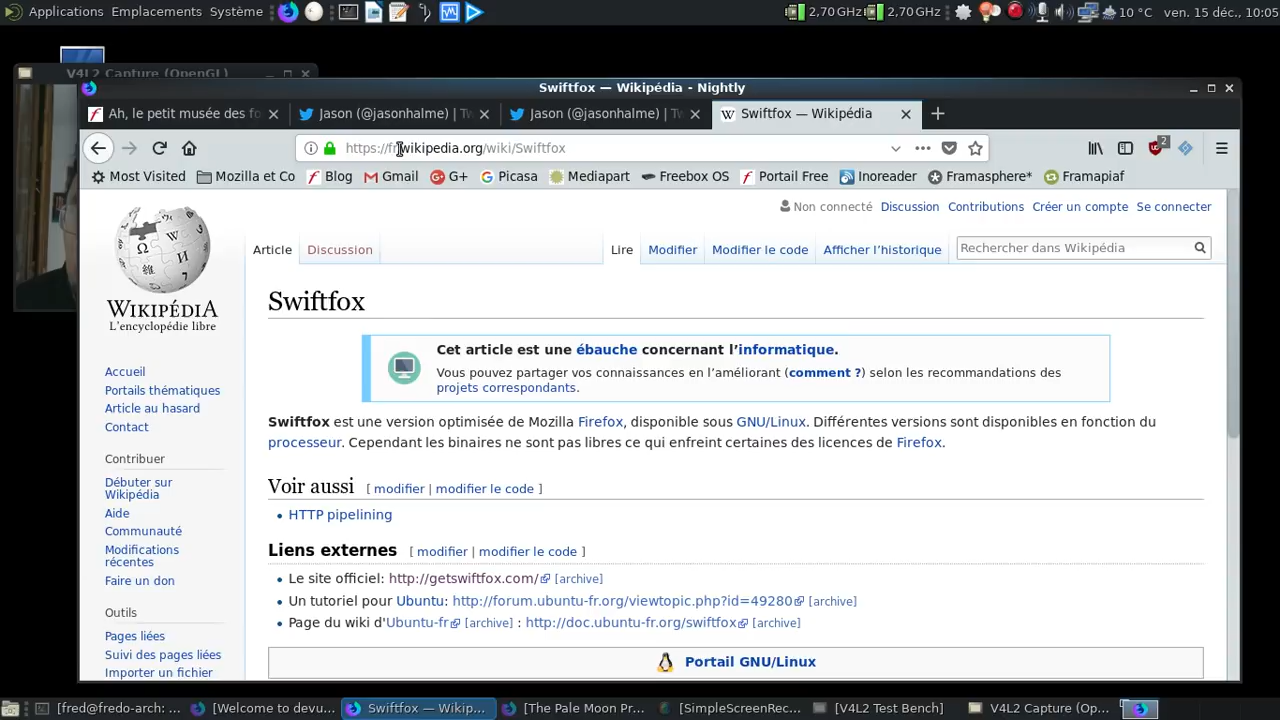 Applications Emplacements Système 2,70 GHz 2,70 GHz 10 °C ven. 15 déc., 10:05
V4L2 Capture (OpenGL)
Swiftfox — Wikipédia - Nightly
Ah, le petit musée des fo
Jason (@jasonhalme) | Tw
Jason (@jasonhalme) | Tw
Swiftfox — Wikipédia
https://fr.wikipedia.org/wiki/Swiftfox
2
Most Visited Mozilla et Co Blog Gmail G+ Picasa Mediapart Freebox OS Portail Free Inoreader Framasphere* Framapiaf
Non connecté Discussion Contributions Créer un compte Se connecter
Article Discussion Lire Modifier Modifier le code Afficher l’historique Rechercher dans Wikipédia
WIKIPÉDIA
L'encyclopédie libre
Accueil
Portails thématiques
Article au hasard
Contact
Contribuer
Débuter sur
Wikipédia
Aide
Communauté
Modifications
récentes
Faire un don
Outils
Pages liées
Suivi des pages liées
Importer un fichier
Swiftfox
Cet article est une ébauche concernant l’informatique.
Vous pouvez partager vos connaissances en l’améliorant (comment ?) selon les recommandations des
projets correspondants.
Swiftfox est une version optimisée de Mozilla Firefox, disponible sous GNU/Linux. Différentes versions sont disponibles en fonction du
processeur. Cependant les binaires ne sont pas libres ce qui enfreint certaines des licences de Firefox.
Voir aussi [ modifier | modifier le code ]
• HTTP pipelining
Liens externes [ modifier | modifier le code ]
• Le site officiel: http://getswiftfox.com/ [archive]
• Un tutoriel pour Ubuntu: http://forum.ubuntu-fr.org/viewtopic.php?id=49280 [archive]
• Page du wiki d'Ubuntu-fr [archive] : http://doc.ubuntu-fr.org/swiftfox [archive]
Portail GNU/Linux
[fred@fredo-arch: ... [Welcome to devu... Swiftfox — Wikip... [The Pale Moon Pr... [SimpleScreenRec... [V4L2 Test Bench] V4L2 Capture (Op...